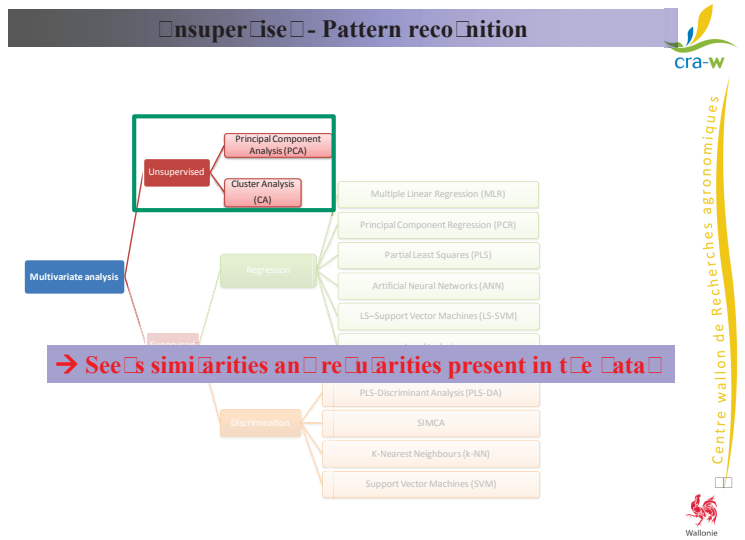 □nsuper□ise□ - Pattern reco□nition
cra-w
Principal Component
Analysis (PCA)
Unsupervised
Cluster Analysis
(CA)
Multiple Linear Regression (MLR)
Principal Component Regression (PCR)
Partial Least Squares (PLS)
Multivariate analysis
Regression
Artificial Neural Networks (ANN)
LS–Support Vector Machines (LS-SVM)
→ See□s simi□arities an□ re□u□arities present in t□e □ata□
PLS-Discriminant Analysis (PLS-DA)
Discrimination
SIMCA
K-Nearest Neighbours (k-NN)
Support Vector Machines (SVM)
Centre wallon de Recherches agronomiques
□□
Wallonie